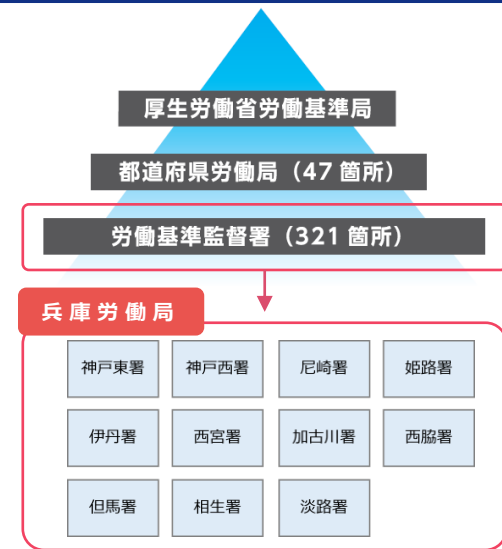 厚生労働省労働基準局
都道府県労働局（47 箇所）
労働基準監督署（321 箇所）
兵庫労働局
神戸東署 神戸西署 尼崎署 姫路署
伊丹署 西宮署 加古川署 西脇署
但馬署 相生署 淡路署